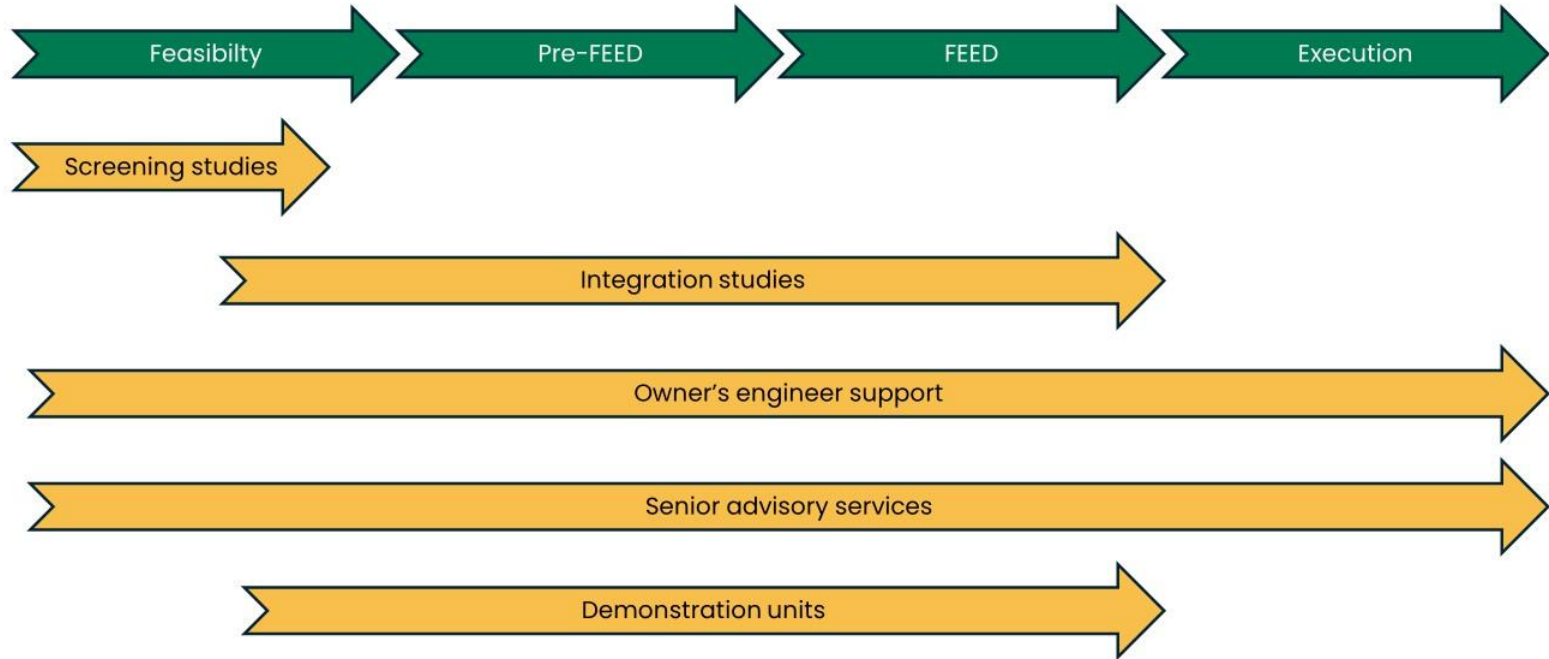 Feasibilty
Pre-FEED
FEED
Execution
Screening studies
Integration studies
Owner’s engineer support
Senior advisory services
Demonstration units